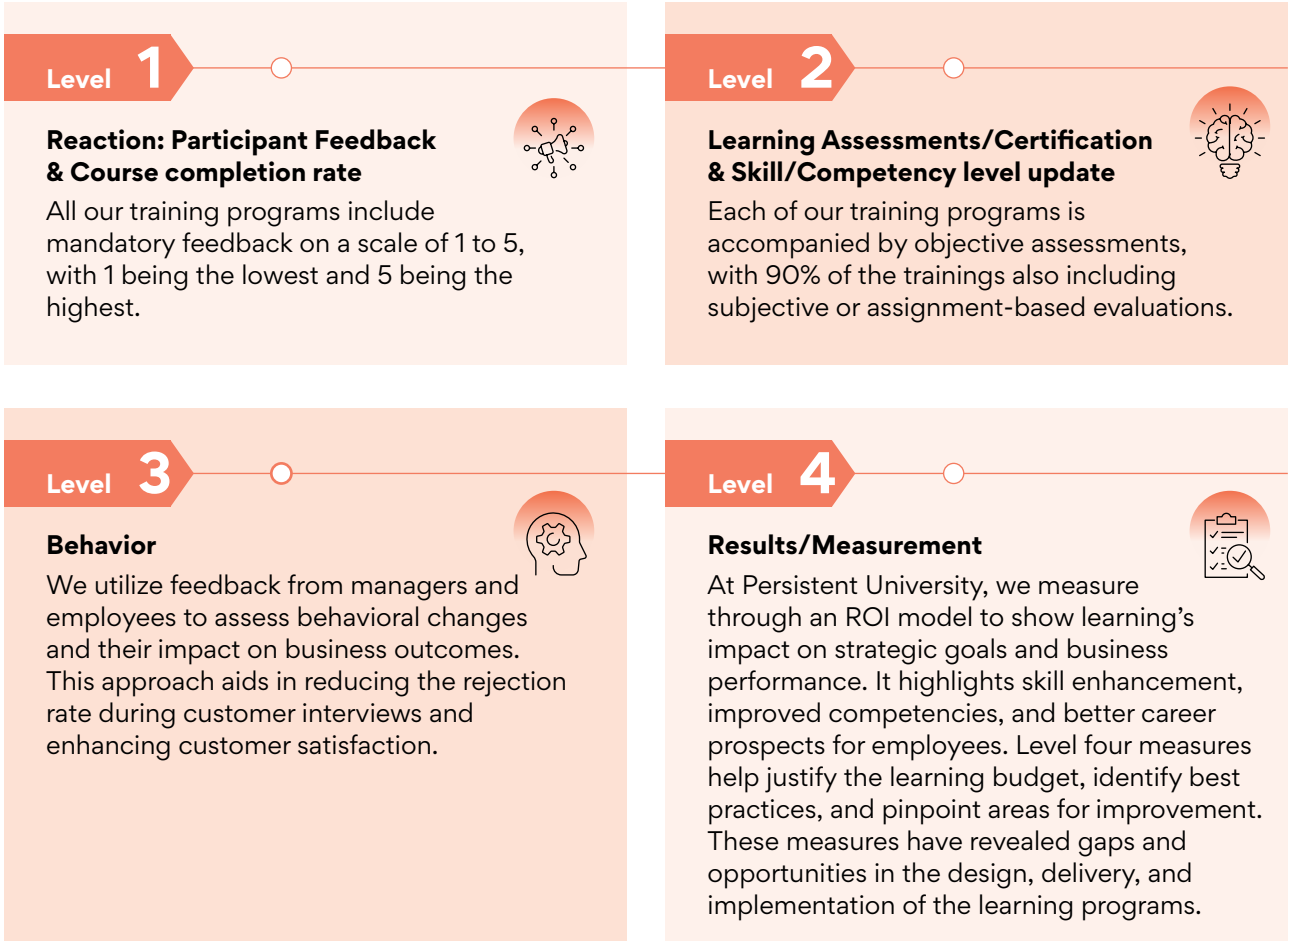 Level 1
Reaction: Participant Feedback
& Course completion rate
All our training programs include
mandatory feedback on a scale of 1 to 5,
with 1 being the lowest and 5 being the
highest.
Level 2
Learning Assessments/Certification
& Skill/Competency level update
Each of our training programs is
accompanied by objective assessments,
with 90% of the trainings also including
subjective or assignment-based evaluations.
Level 3
Behavior
We utilize feedback from managers and
employees to assess behavioral changes
and their impact on business outcomes.
This approach aids in reducing the rejection
rate during customer interviews and
enhancing customer satisfaction.
Level 4
Results/Measurement
At Persistent University, we measure
through an ROI model to show learning’s
impact on strategic goals and business
performance. It highlights skill enhancement,
improved competencies, and better career
prospects for employees. Level four measures
help justify the learning budget, identify best
practices, and pinpoint areas for improvement.
These measures have revealed gaps and
opportunities in the design, delivery, and
implementation of the learning programs.